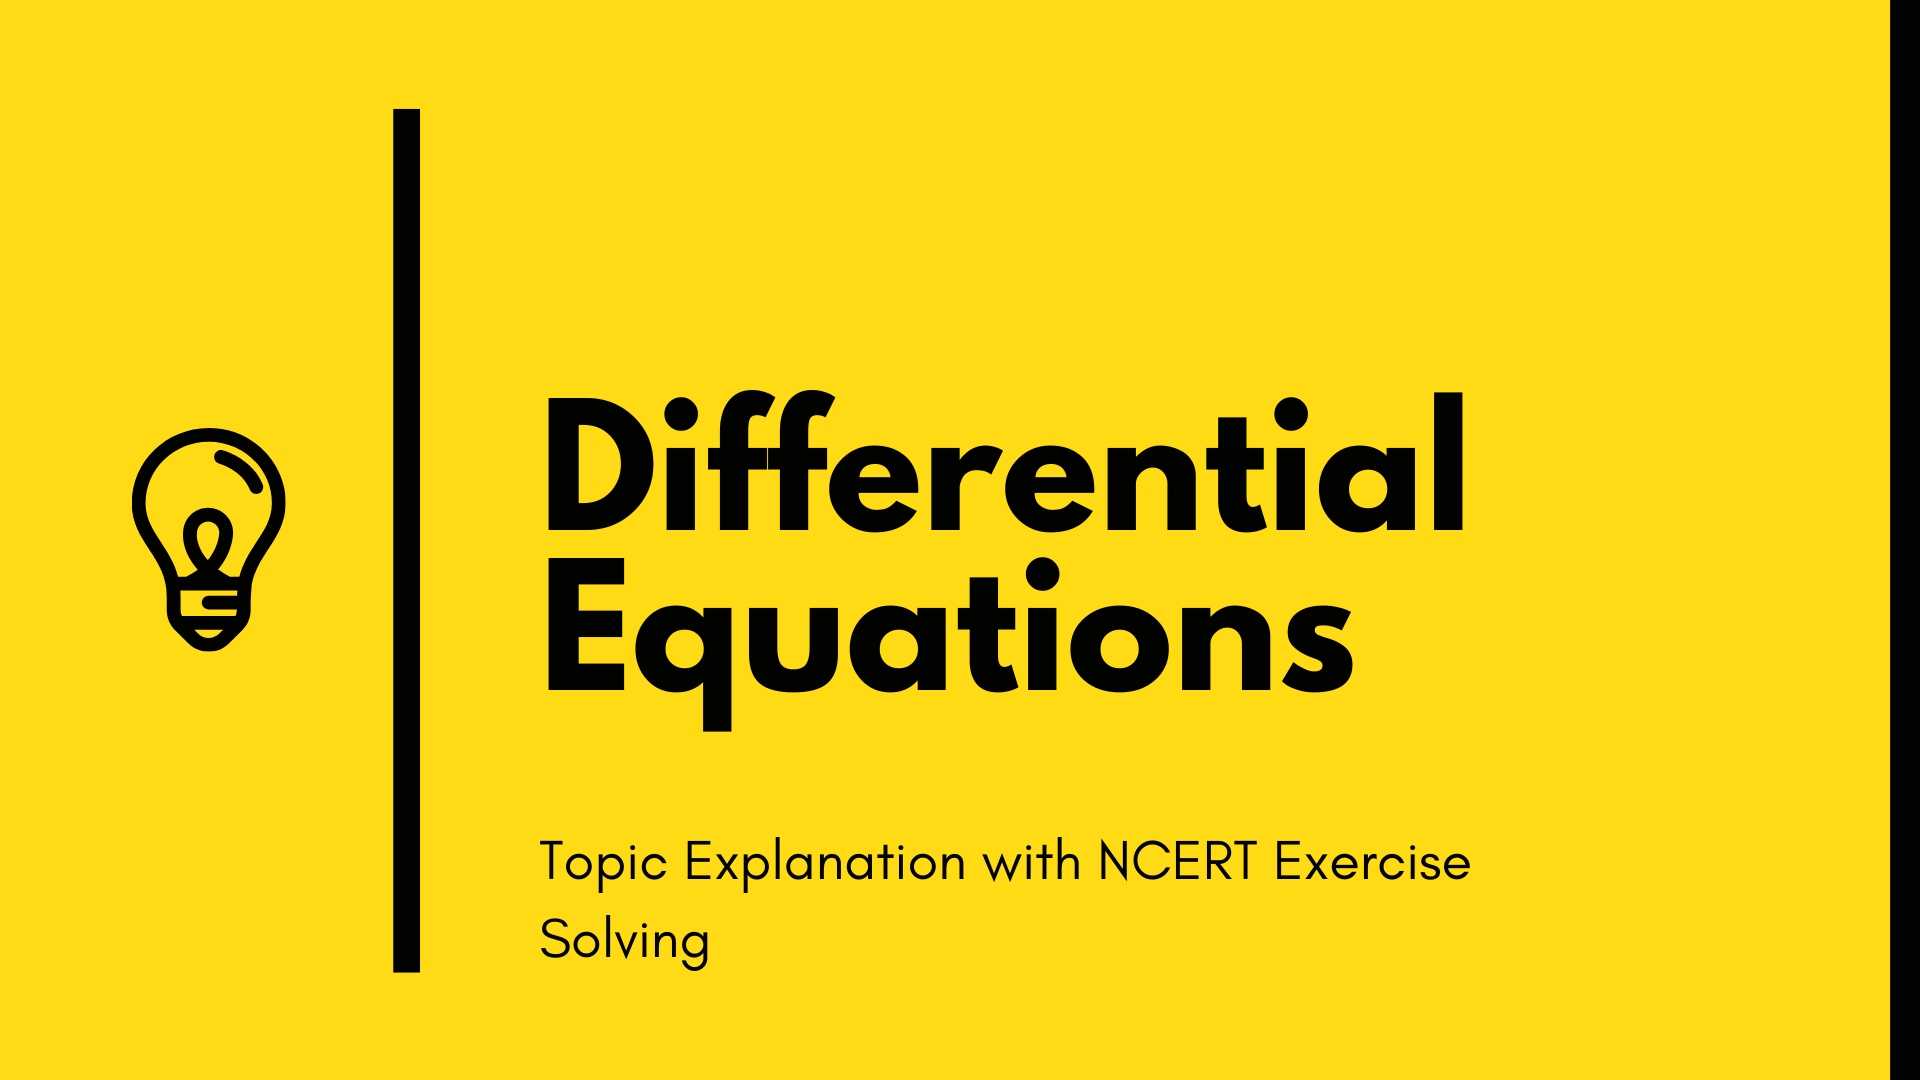 Differential
Equations
Topic Explanation with NCERT Exercise
Solving